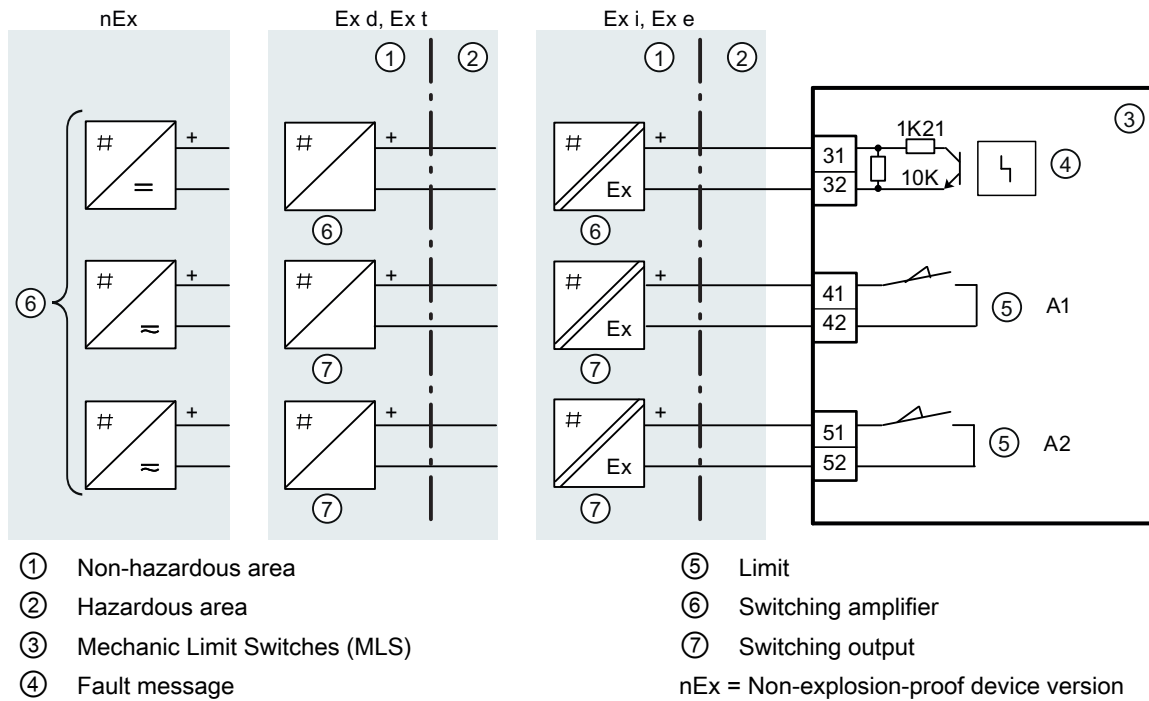 nEx Ex d, Ex t Ex i, Ex e
① ② ① ②
③
# = + # + # Ex + 31 32 1K21 10K ④
⑥ ⑥
⑥
# ≂ + # + # Ex + 41 42 ⑤ A1
⑦ ⑦
# ≂ + # + # Ex + 51 52 ⑤ A2
⑦ ⑦
① Non-hazardous area
② Hazardous area
③ Mechanic Limit Switches (MLS)
④ Fault message
⑤ Limit
⑥ Switching amplifier
⑦ Switching output
nEx = Non-explosion-proof device version